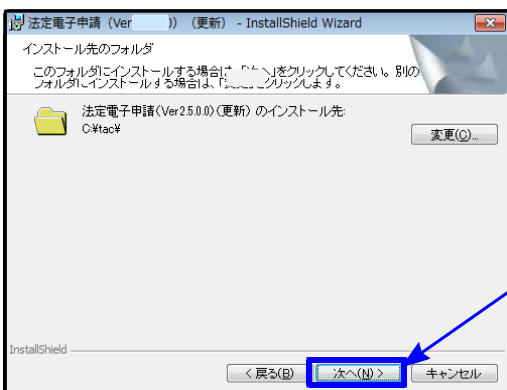 法定電子申請 (Ver )) (更新) - InstallShield Wizard
インストール先のフォルダ
このフォルダにインストールする場合は、をクリックしてください。別の
フォルダにインストールする場合は、をクリックします。
法定電子申請(Ver2.5.0.0)(更新) のインストール先:
C:¥tac¥
変更(C)...
InstallShield
< 戻る(B)
次へ(N) >
キャンセル